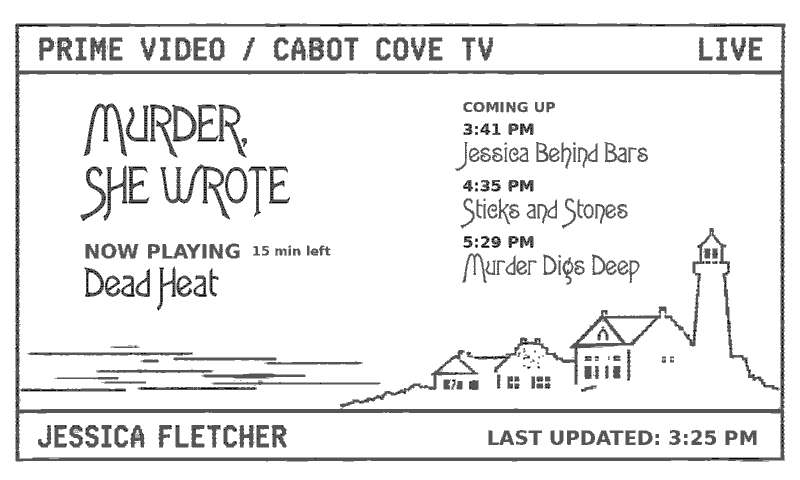 PRIME VIDEO / CABOT COVE TV
LIVE
MURDER,
SHE WROTE
NOW PLAYING 15 min left
Dead Heat
COMING UP
3:41 PM
Jessica Behind Bars
4:35 PM
Sticks and Stones
5:29 PM
Murder Digs Deep
JESSICA FLETCHER
LAST UPDATED: 3:25 PM